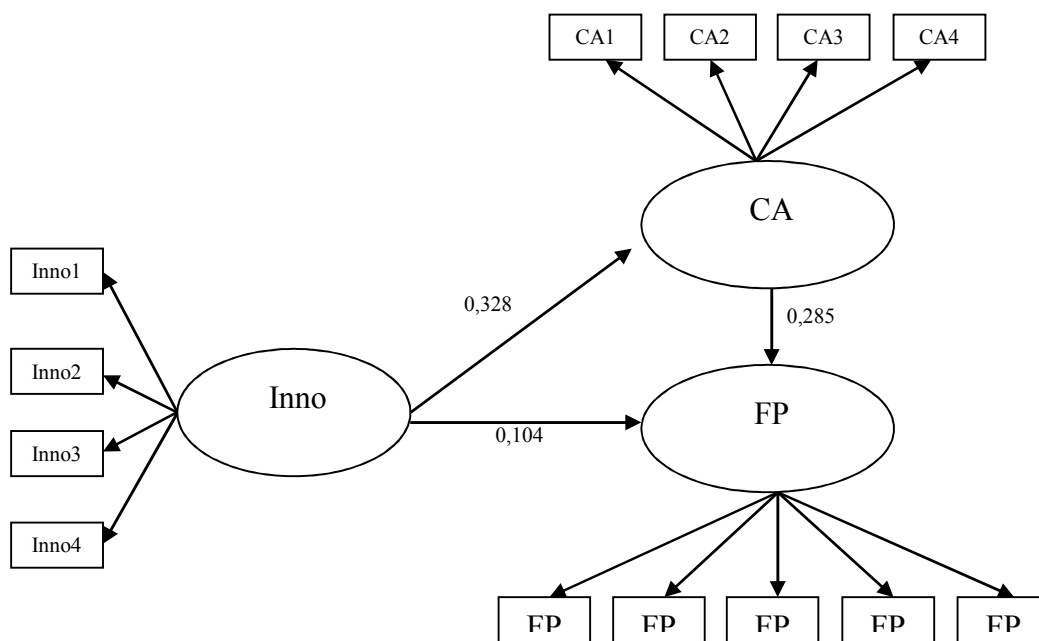 CA1 CA2 CA3 CA4
CA
Inno1
0,328
0,285
Inno2
Inno
FP
0,104
Inno3
Inno4
FP FP FP FP FP